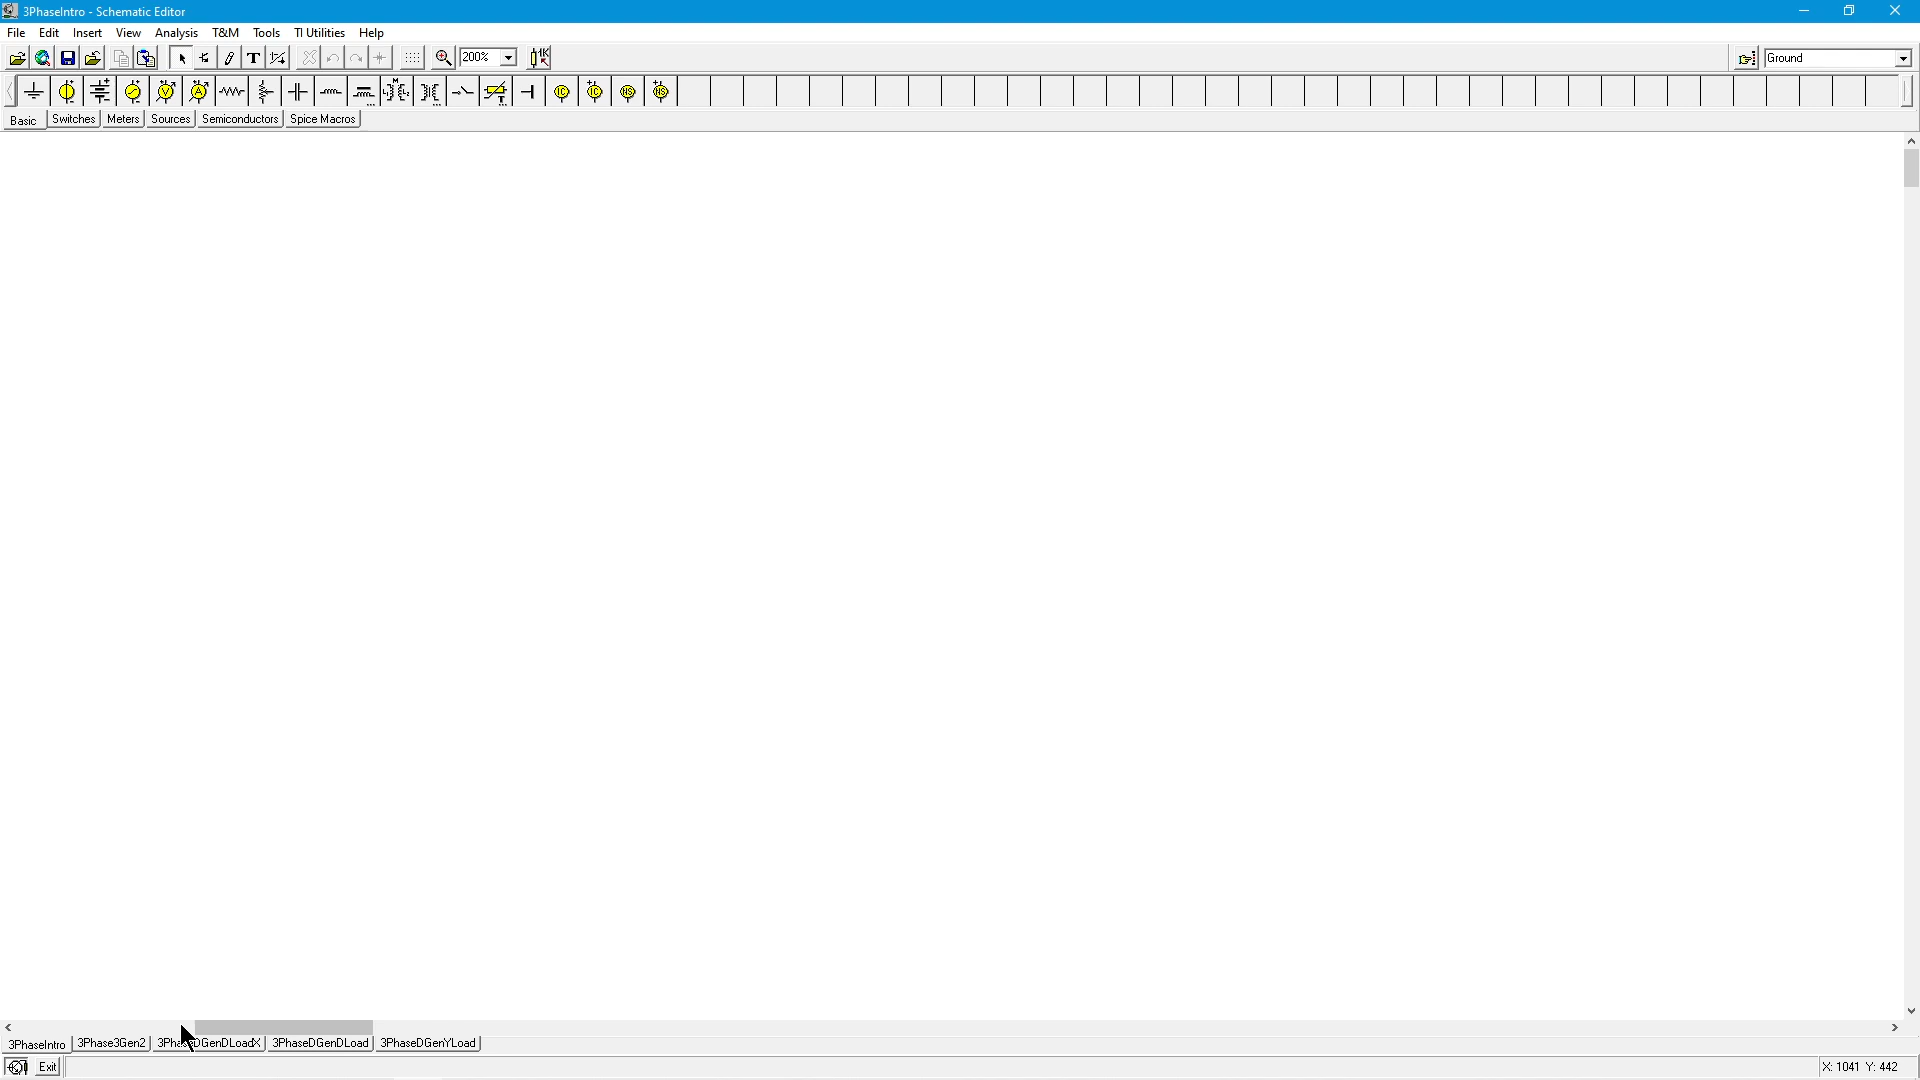 3PhaseIntro - Schematic Editor
File Edit Insert View Analysis T&M Tools TI Utilities Help
200% Ground
Basic Switches Meters Sources Semiconductors Spice Macros
3PhaseIntro 3Phase3Gen2 3PhaseDGenDLoadX 3PhaseDGenDLoad 3PhaseDGenYLoad
Exit X: 1041 Y: 442